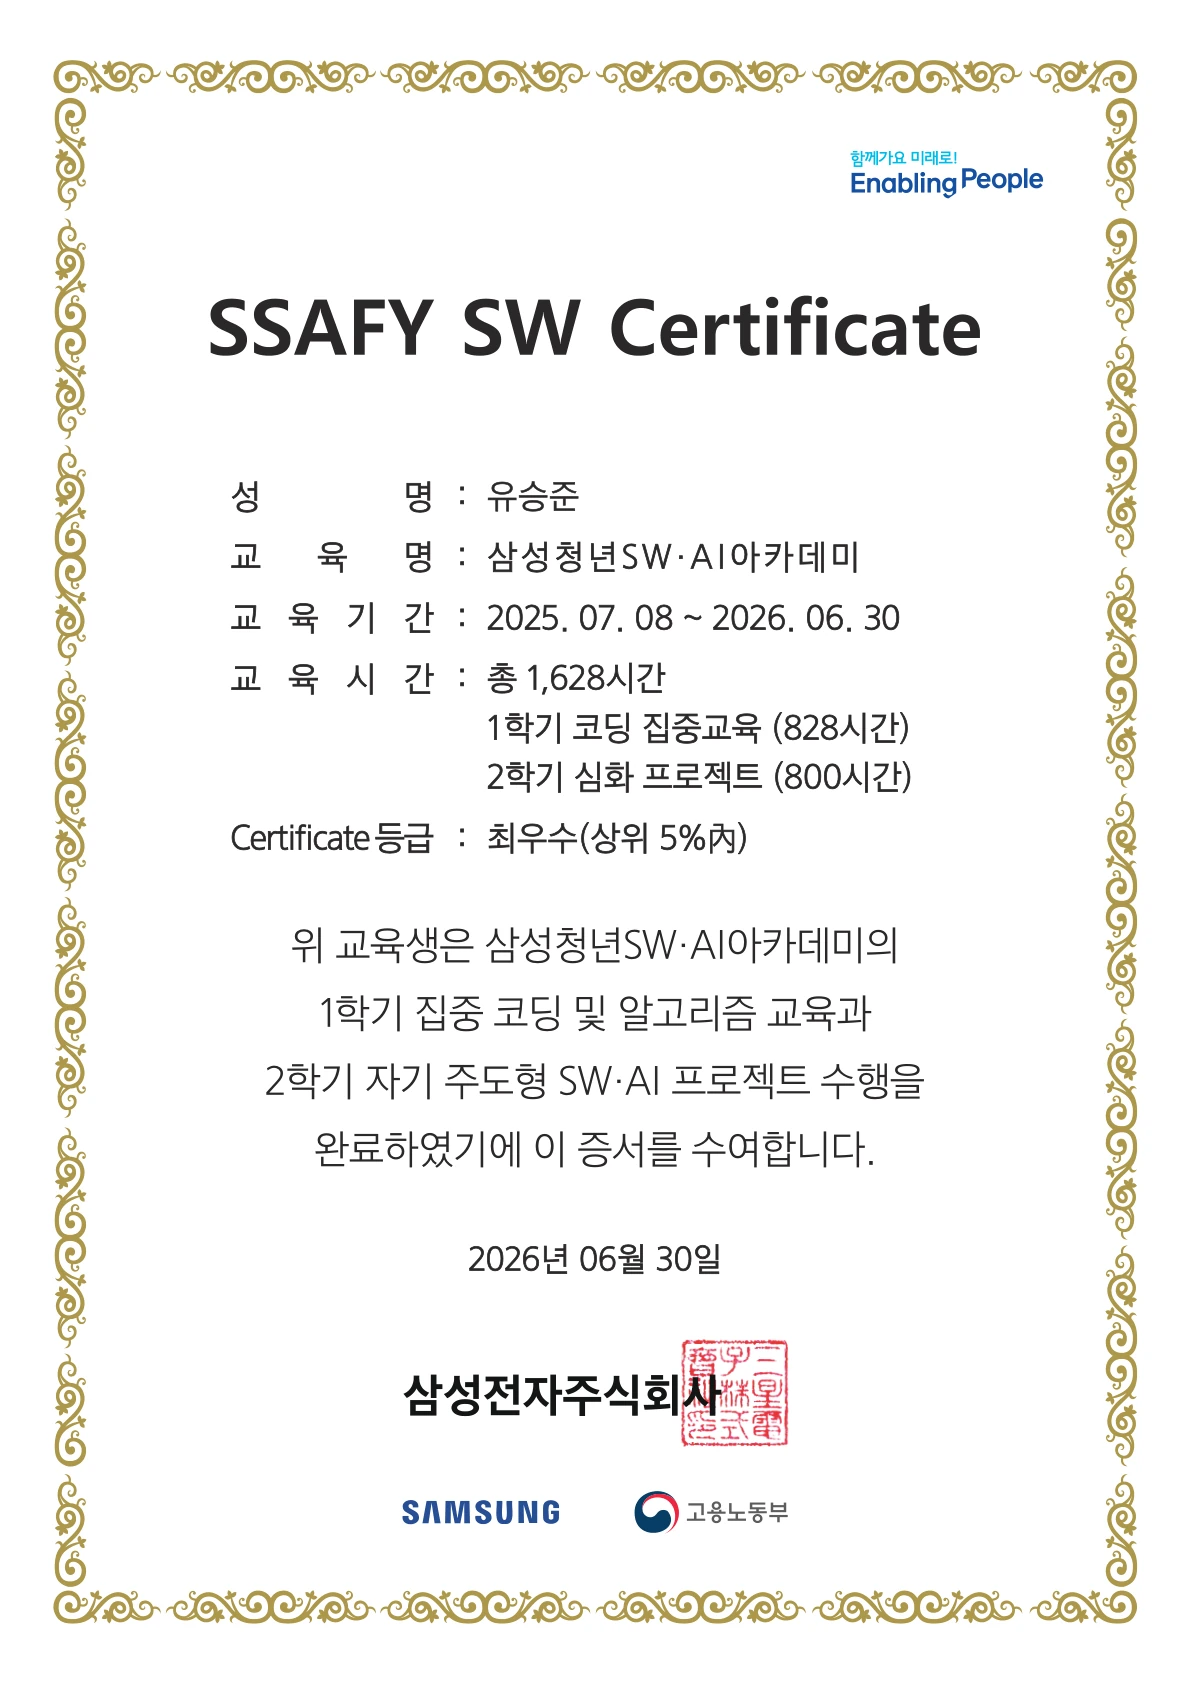 함께가요 미래로!
Enabling People
SSAFY SW Certificate
성 명 : 유승준
교 육 명 : 삼성청년SW·AI아카데미
교 육 기 간 : 2025. 07. 08 ~ 2026. 06. 30
교 육 시 간 : 총 1,628시간
1학기 코딩 집중교육 (828시간)
2학기 심화 프로젝트 (800시간)
Certificate 등급 : 최우수(상위 5%內)
위 교육생은 삼성청년SW·AI아카데미의
1학기 집중 코딩 및 알고리즘 교육과
2학기 자기 주도형 SW·AI 프로젝트 수행을
완료하였기에 이 증서를 수여합니다.
2026년 06월 30일
삼성전자주식회사
SAMSUNG
고용노동부